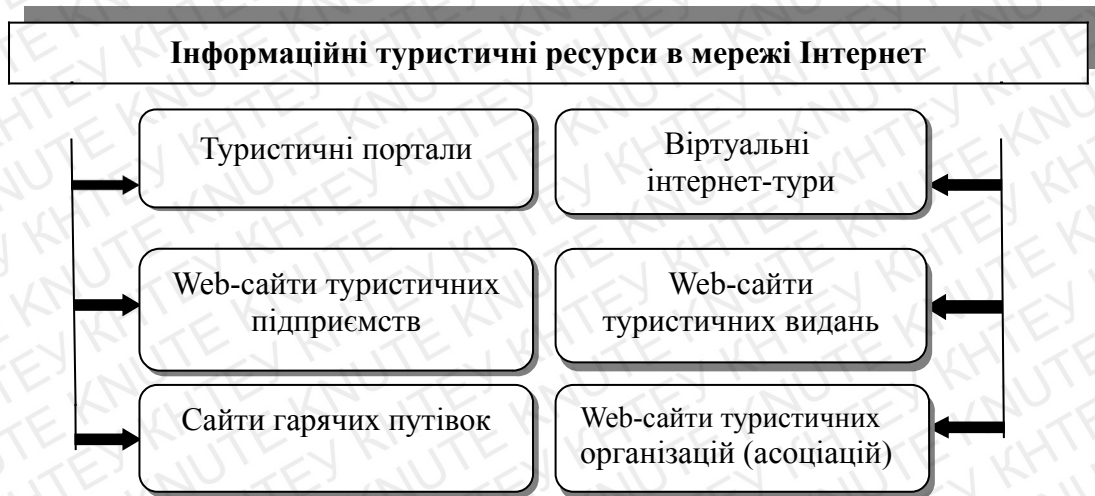 Інформаційні туристичні ресурси в мережі Інтернет
Туристичні портали
Віртуальні
інтернет-тури
Web-сайти туристичних
підприємств
Web-сайти
туристичних видань
Сайти гарячих путівок
Web-сайти туристичних
організацій (асоціацій)